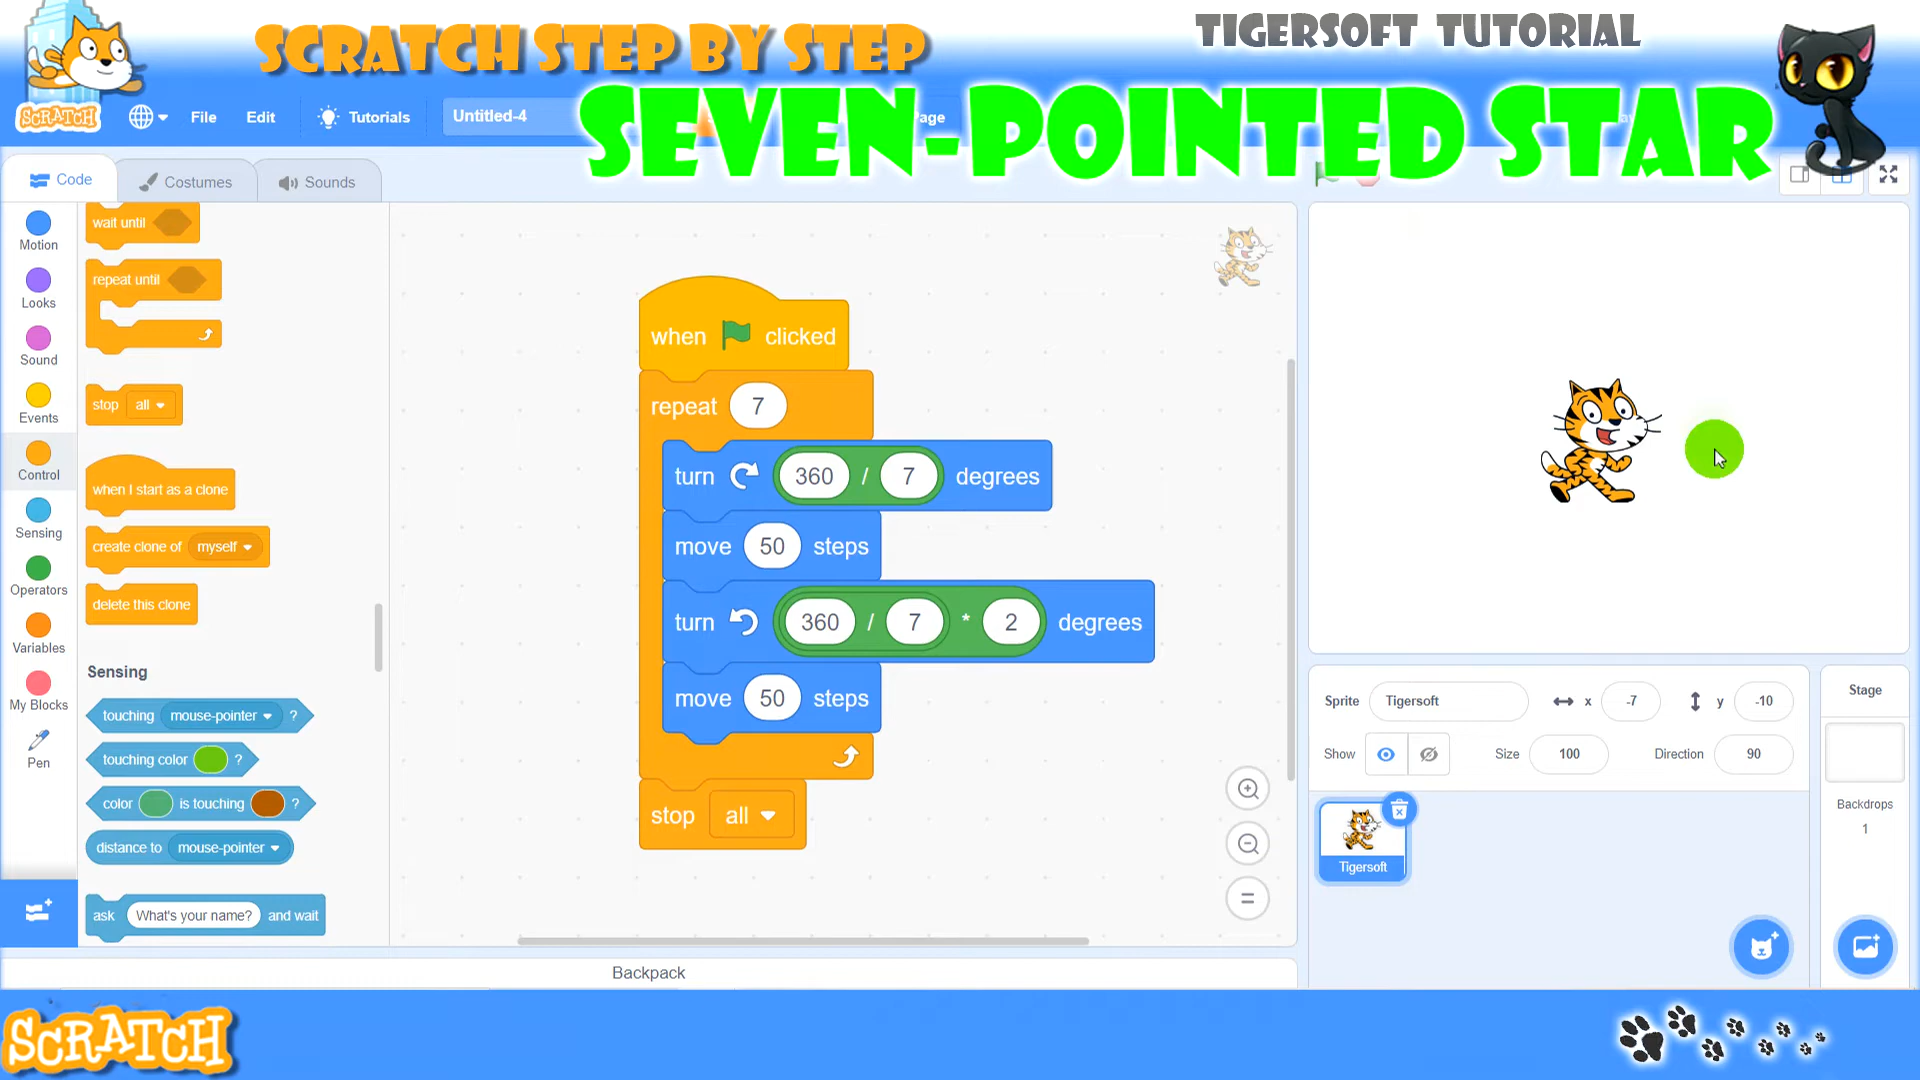 SCRATCH STEP BY STEP
TIGERSOFT TUTORIAL
SCRATCH
File
Edit
Tutorials
Untitled-4
age
SEVEN-POINTED STAR
Code
Costumes
Sounds
Motion
Looks
Sound
Events
Control
Sensing
Operators
Variables
My Blocks
Pen
wait until
repeat until
stop all
when I start as a clone
create clone of myself
delete this clone
Sensing
touching mouse-pointer ?
touching color ?
color is touching ?
distance to mouse-pointer
ask What's your name? and wait
when clicked
repeat 7
turn 360 / 7 degrees
move 50 steps
turn 360 / 7 * 2 degrees
move 50 steps
stop all
Backpack
Sprite Tigersoft x -7 y -10
Show Size 100 Direction 90
Tigersoft
Stage
Backdrops
1
SCRATCH